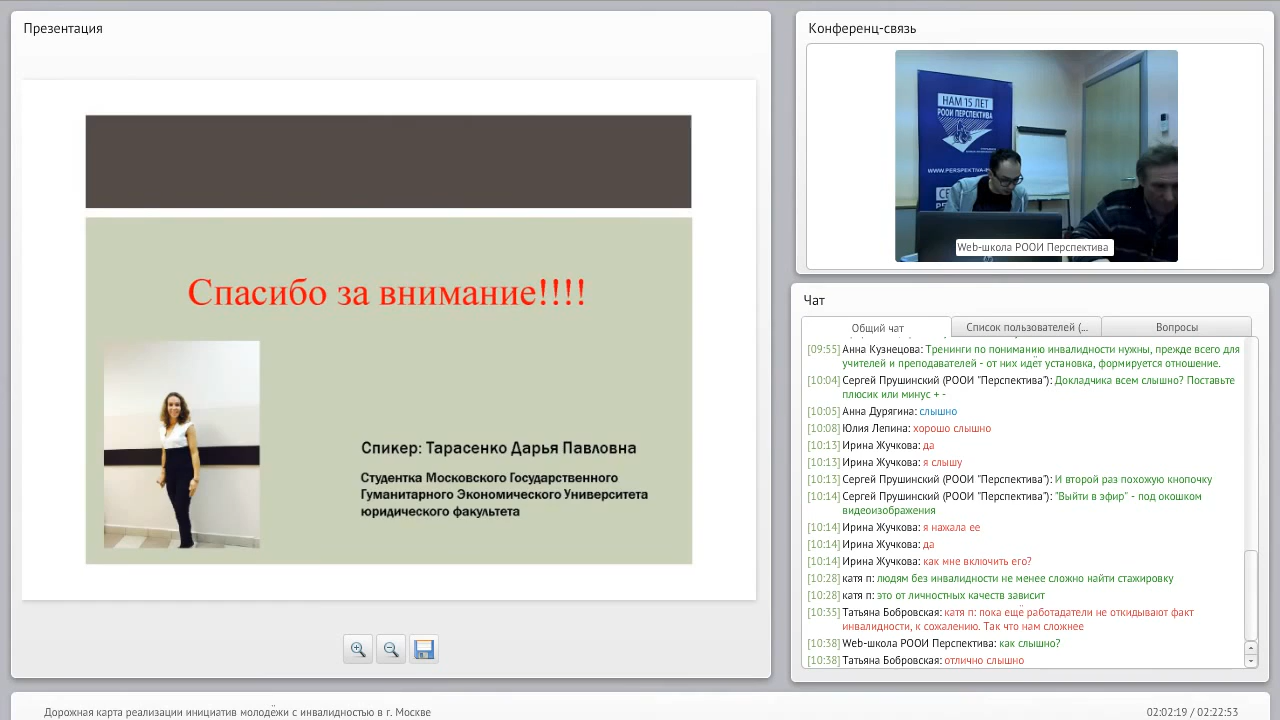 Презентация
Спасибо за внимание!!!!
Спикер: Тарасенко Дарья Павловна
Студентка Московского Государственного
Гуманитарного Экономического Университета
юридического факультета
Конференц-связь
НАМ 15 ЛЕТ
РООИ ПЕРСПЕКТИВА
Web-школа РООИ Перспектива
Чат
Общий чат
Список пользователей (...
Вопросы
[09:55] Анна Кузнецова: Тренинги по пониманию инвалидности нужны, прежде всего для
учителей и преподавателей - от них идёт установка, формируется отношение.
[10:04] Сергей Прушинский (РООИ "Перспектива"): Докладчика всем слышно? Поставьте
плюсик или минус + -
[10:05] Анна Дурягина: слышно
[10:08] Юлия Лепина: хорошо слышно
[10:13] Ирина Жучкова: да
[10:13] Ирина Жучкова: я слышу
[10:13] Сергей Прушинский (РООИ "Перспектива"): И второй раз похожую кнопочку
[10:14] Сергей Прушинский (РООИ "Перспектива"): "Выйти в эфир" - под окошком
видеоизображения
[10:14] Ирина Жучкова: я нажала ее
[10:14] Ирина Жучкова: да
[10:14] Ирина Жучкова: как мне включить его?
[10:28] катя п: людям без инвалидности не менее сложно найти стажировку
[10:28] катя п: это от личностных качеств зависит
[10:35] Татьяна Бобровская: катя п: пока ещё работадатели не откидывают факт
инвалидности, к сожалению. Так что нам сложнее
[10:38] Web-школа РООИ Перспектива: как слышно?
[10:38] Татьяна Бобровская: отлично слышно
Дорожная карта реализации инициатив молодёжи с инвалидностью в г. Москве
02:02:19 / 02:22:53